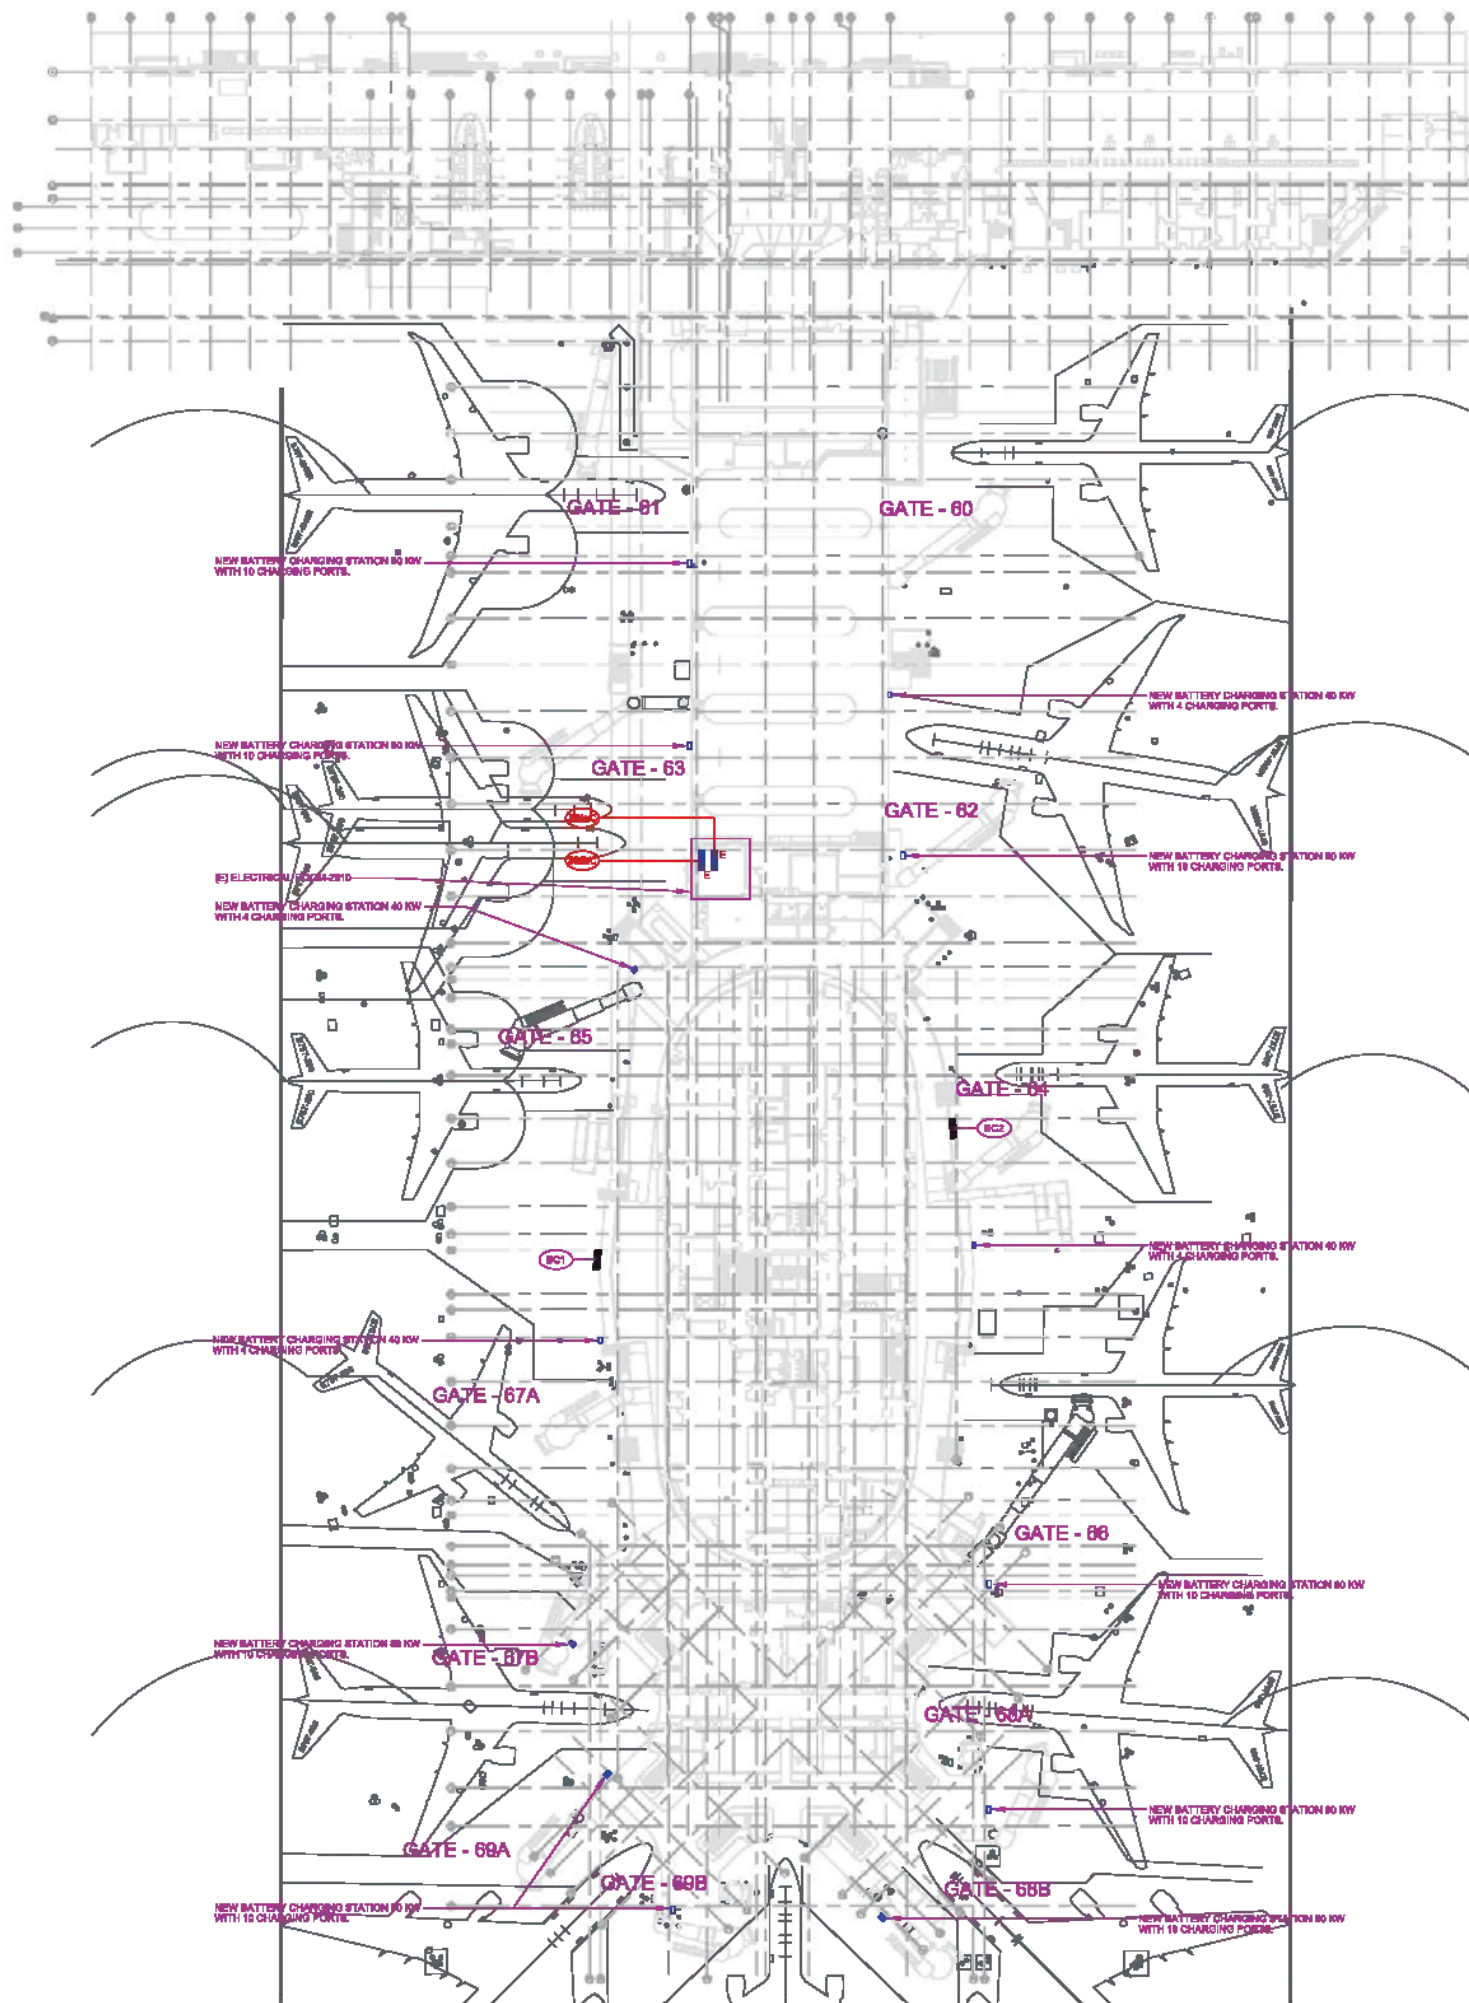 GATE - 61
GATE - 60
NEW BATTERY CHARGING STATION 80 KW
WITH 10 CHARGING PORTS.
NEW BATTERY CHARGING STATION 40 KW
WITH 4 CHARGING PORTS.
NEW BATTERY CHARGING STATION 80 KW
WITH 10 CHARGING PORTS.
GATE - 63
GATE - 62
NEW BATTERY CHARGING STATION 80 KW
WITH 10 CHARGING PORTS.
E
E
[E] ELECTRICAL ROOM-2010
NEW BATTERY CHARGING STATION 40 KW
WITH 4 CHARGING PORTS.
GATE - 65
GATE - 64
BC2
BC1
NEW BATTERY CHARGING STATION 40 KW
WITH 4 CHARGING PORTS.
NEW BATTERY CHARGING STATION 40 KW
WITH 4 CHARGING PORTS.
GATE - 67A
GATE - 66
NEW BATTERY CHARGING STATION 80 KW
WITH 10 CHARGING PORTS.
NEW BATTERY CHARGING STATION 80 KW
WITH 10 CHARGING PORTS.
GATE - 67B
GATE - 68A
NEW BATTERY CHARGING STATION 80 KW
WITH 10 CHARGING PORTS.
GATE - 69A
GATE - 69B
GATE - 68B
NEW BATTERY CHARGING STATION 80 KW
WITH 10 CHARGING PORTS.
NEW BATTERY CHARGING STATION 80 KW
WITH 10 CHARGING PORTS.